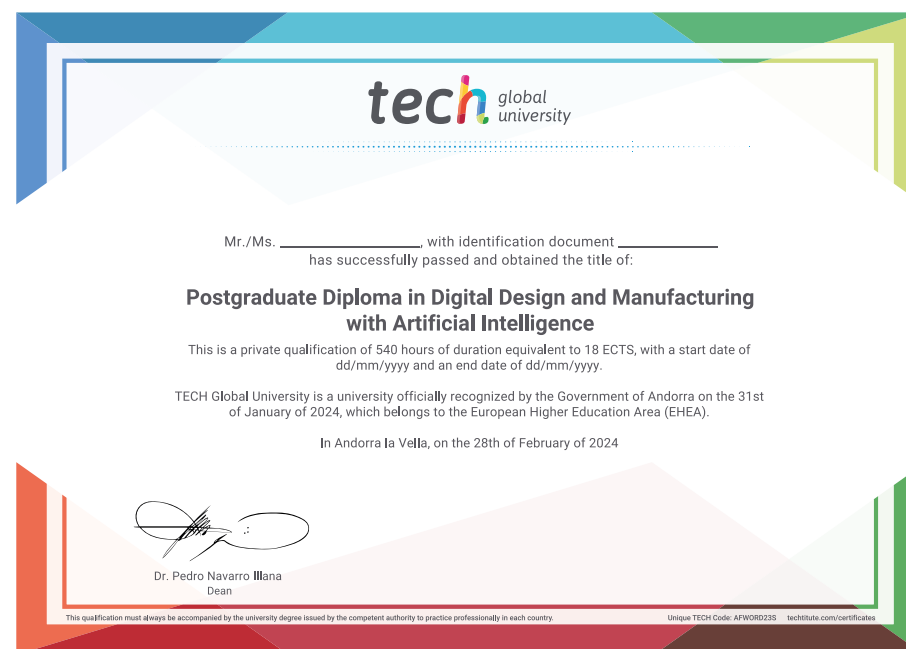 tech global
university
Mr./Ms. ____________________, with identification document ______________
has successfully passed and obtained the title of:
Postgraduate Diploma in Digital Design and Manufacturing
with Artificial Intelligence
This is a private qualification of 540 hours of duration equivalent to 18 ECTS, with a start date of
dd/mm/yyyy and an end date of dd/mm/yyyy.
TECH Global University is a university officially recognized by the Government of Andorra on the 31st
of January of 2024, which belongs to the European Higher Education Area (EHEA).
In Andorra la Vella, on the 28th of February of 2024
Dr. Pedro Navarro Illana
Dean
This qualification must always be accompanied by the university degree issued by the competent authority to practice professionally in each country. Unique TECH Code: AFWORD23S techtitute.com/certificates